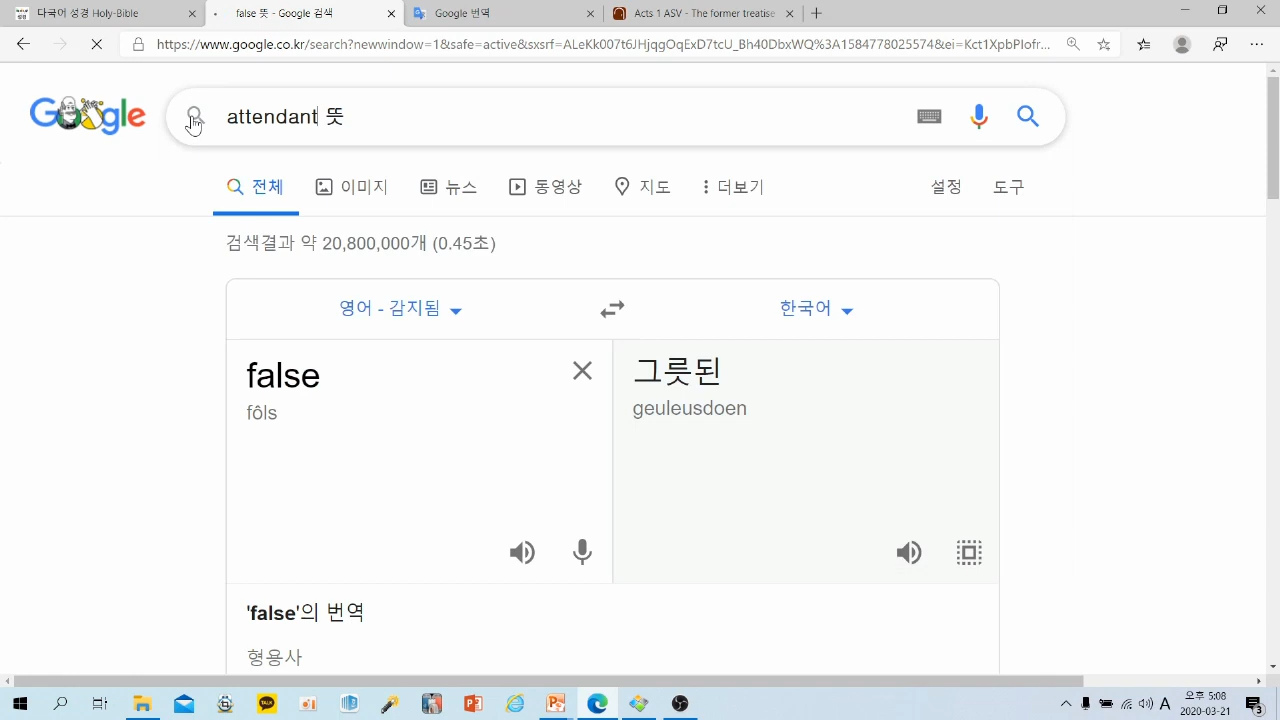 다국어 성경 Holy-Bible
false 뜻 - Google 검색
Google 번역
Acts 1 ASV - The former treatise
https://www.google.co.kr/search?newwindow=1&safe=active&sxsrf=ALeKk007t6JHjqgOqExD7tcU_Bh40DbxWQ%3A1584778025574&ei=Kct1XpbPIofr...
Google
attendant 뜻
전체
이미지
뉴스
동영상
지도
더보기
설정
도구
검색결과 약 20,800,000개 (0.45초)
영어 - 감지됨
한국어
false
fôls
그릇된
geuleusdoen
'false'의 번역
형용사
TALK
A
오후 5:08
2020-03-21
3